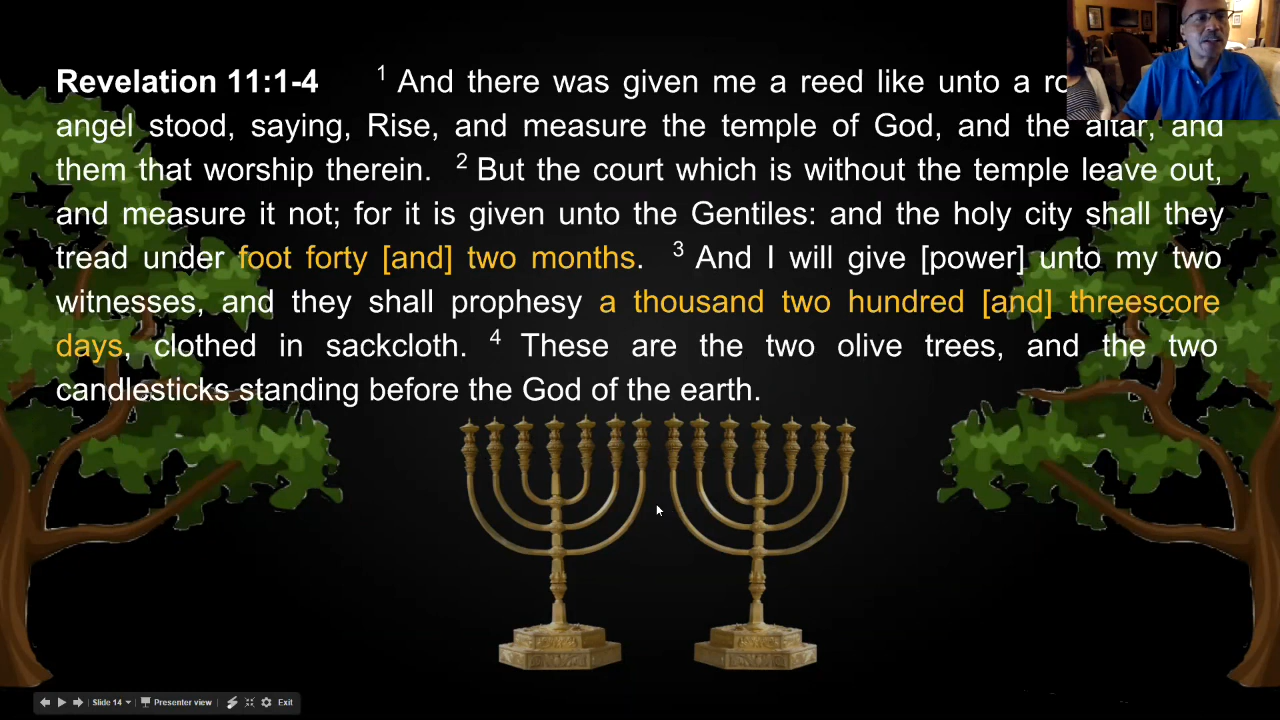 Revelation 11:1-4 1 And there was given me a reed like unto a
angel stood, saying, Rise, and measure the temple of God, and the altar, and
them that worship therein. 2 But the court which is without the temple leave out,
and measure it not; for it is given unto the Gentiles: and the holy city shall they
tread under foot forty [and] two months. 3 And I will give [power] unto my two
witnesses, and they shall prophesy a thousand two hundred [and] threescore
days, clothed in sackcloth. 4 These are the two olive trees, and the two
candlesticks standing before the God of the earth.
Slide 14 Presenter view Exit